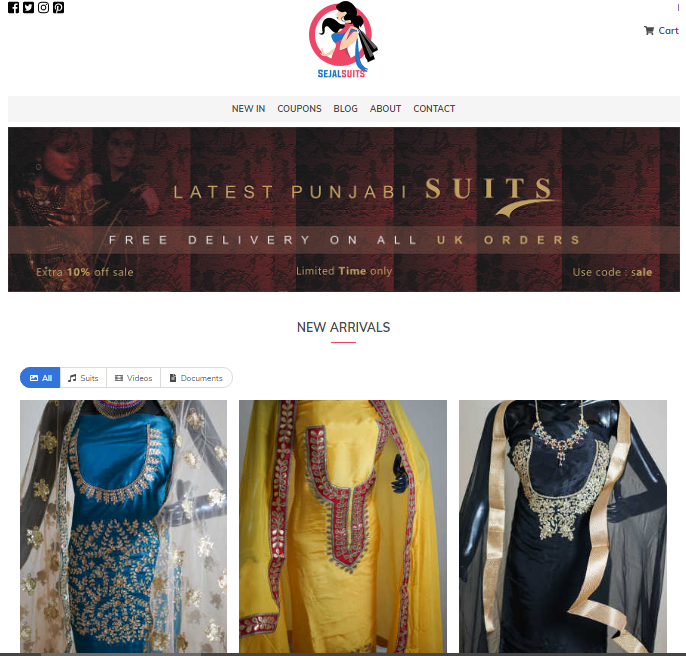 Cart
SEJALSUITS
NEW IN COUPONS BLOG ABOUT CONTACT
LATEST PUNJABI SUITS
FREE DELIVERY ON ALL UK ORDERS
Extra 10% off sale Limited Time only Use code : sale
NEW ARRIVALS
All Suits Videos Documents